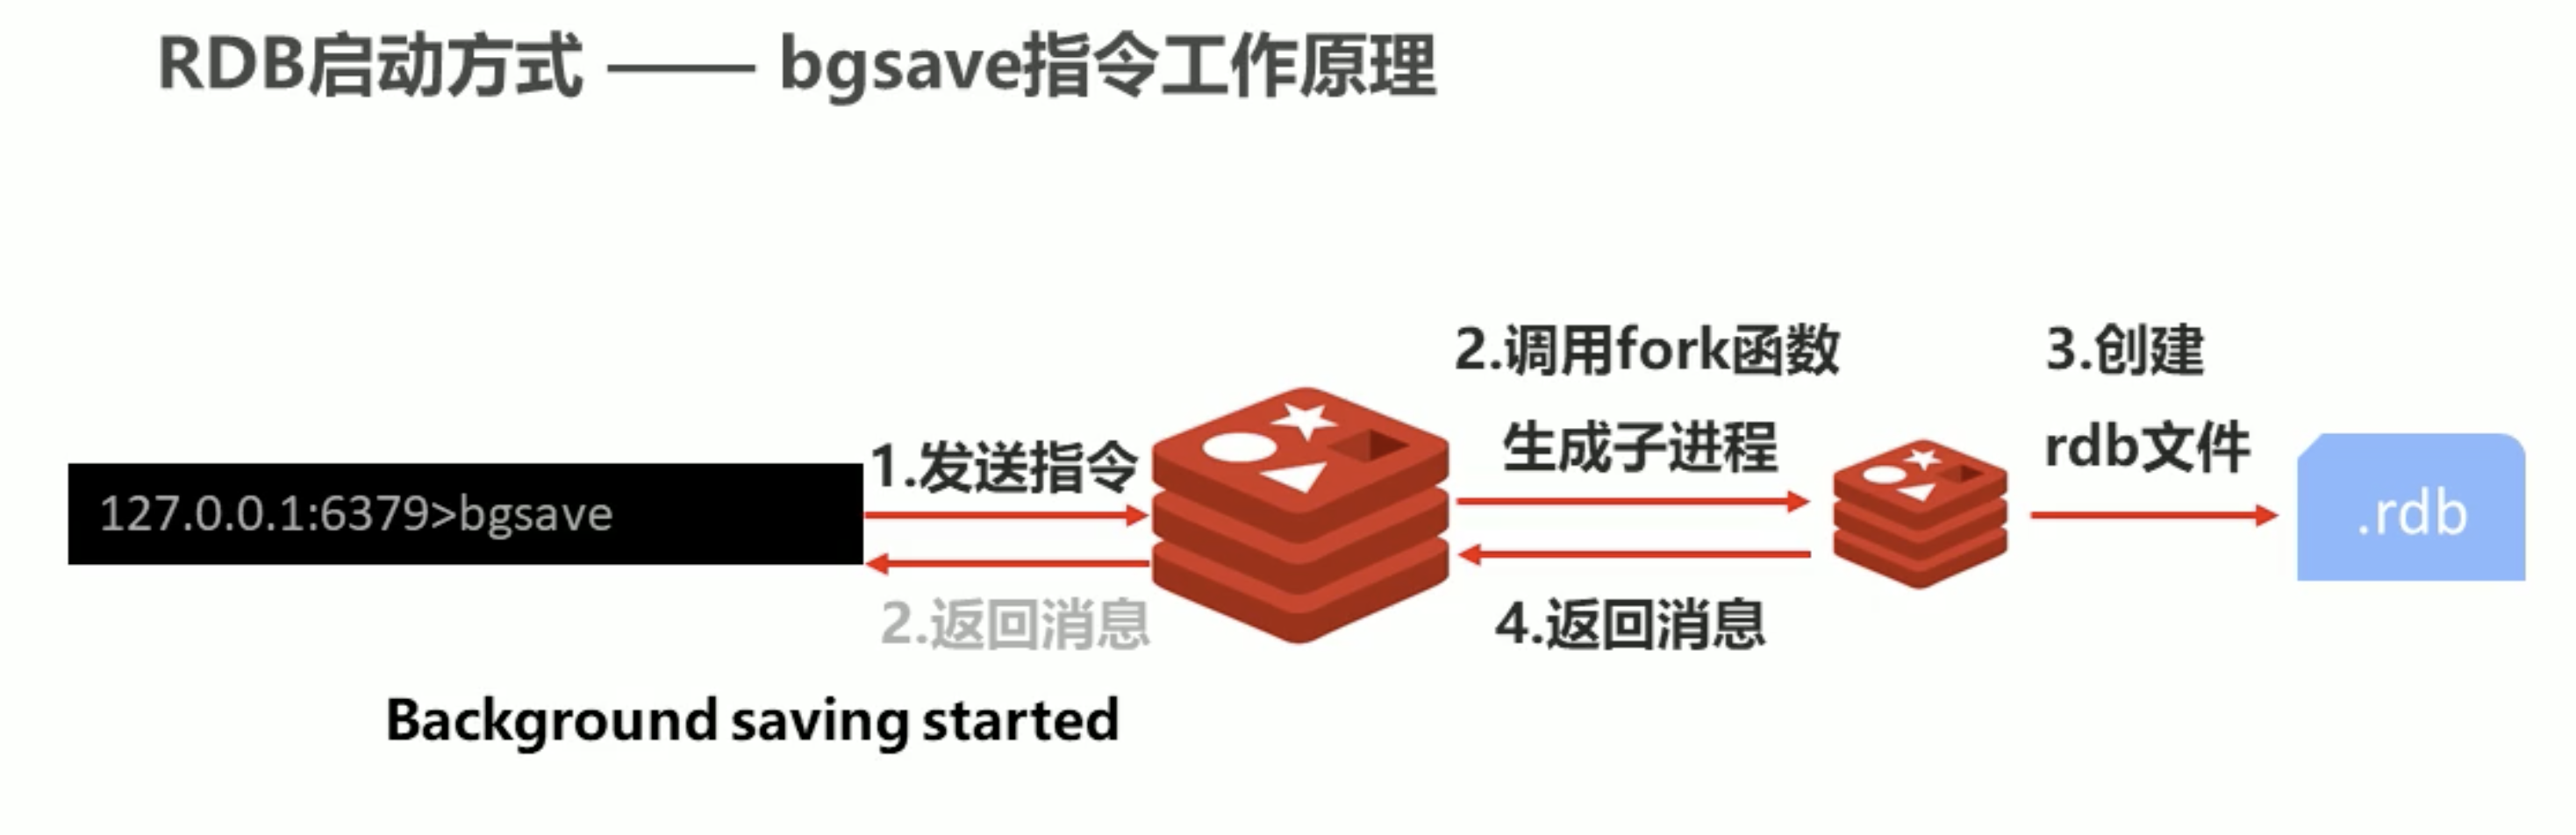 RDB启动方式 —— bgsave指令工作原理
2.调用fork函数
生成子进程
3.创建
rdb文件
1.发送指令
127.0.0.1:6379>bgsave
.rdb
2.返回消息
4.返回消息
Background saving started